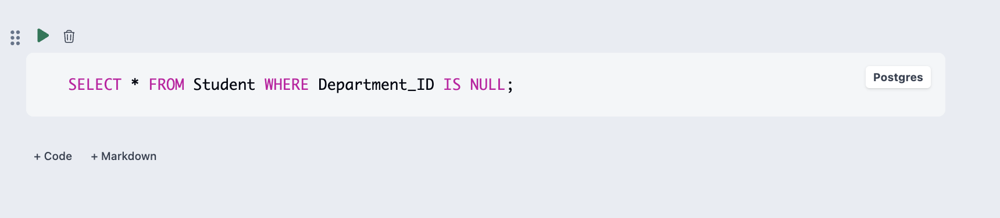 SELECT * FROM Student WHERE Department_ID IS NULL;
Postgres
+ Code
+ Markdown